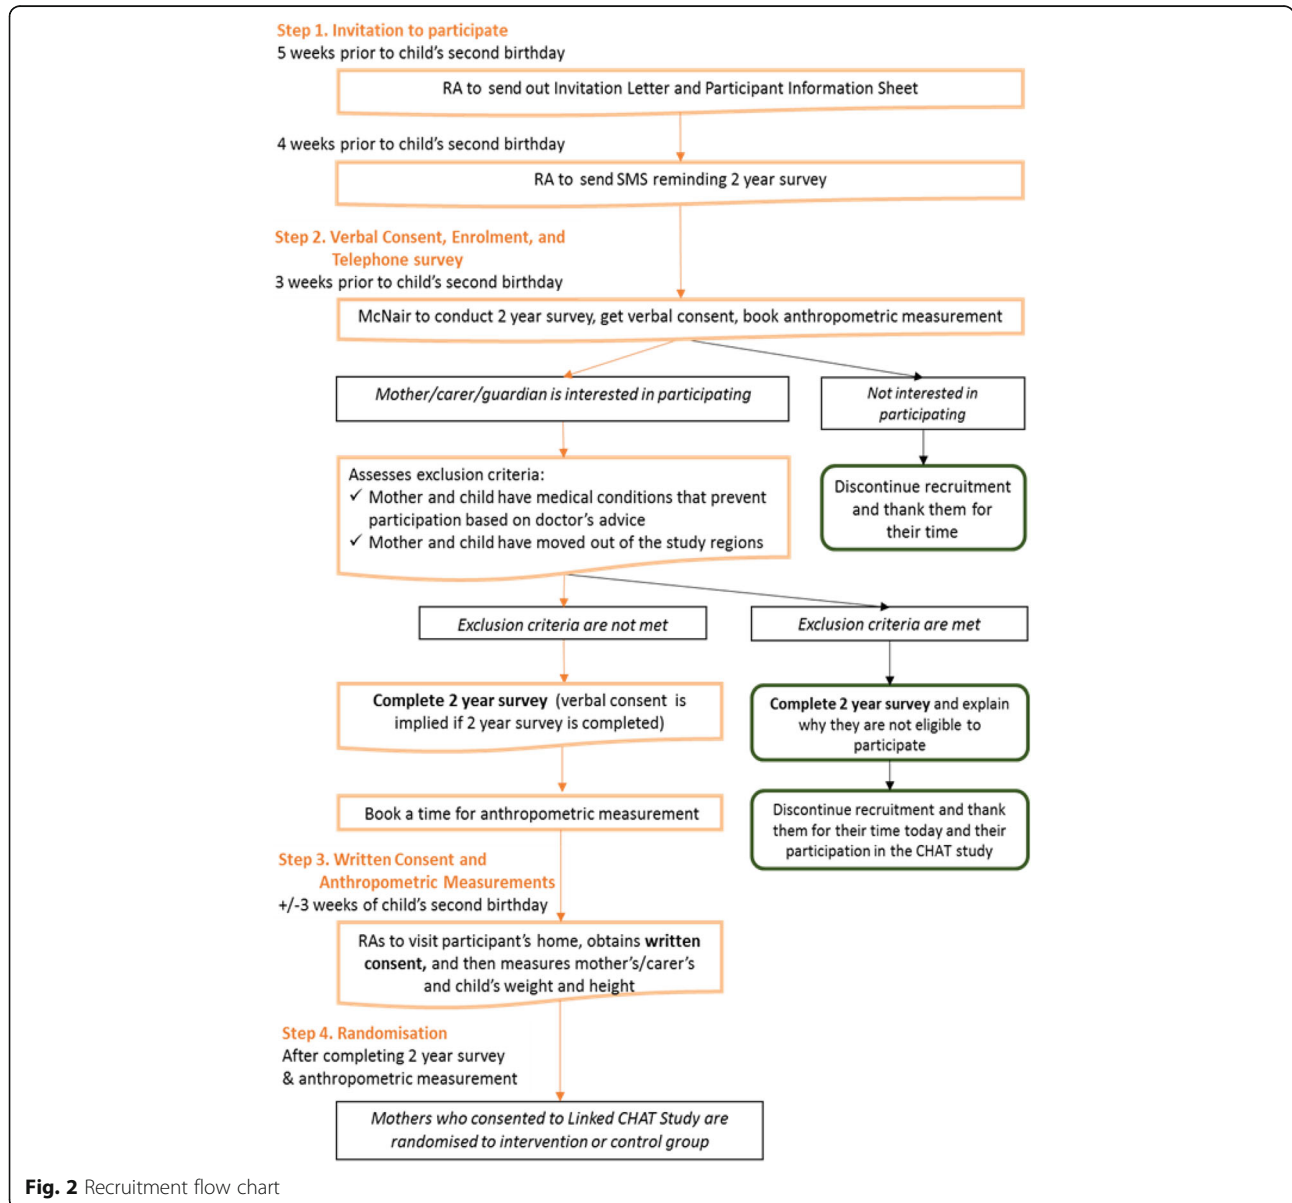 Step 1. Invitation to participate
5 weeks prior to child's second birthday
RA to send out Invitation Letter and Participant Information Sheet
4 weeks prior to child's second birthday
RA to send SMS reminding 2 year survey
Step 2. Verbal Consent, Enrolment, and
Telephone survey
3 weeks prior to child's second birthday
McNair to conduct 2 year survey, get verbal consent, book anthropometric measurement
Mother/carer/guardian is interested in participating
Not interested in
participating
Assesses exclusion criteria:
✓ Mother and child have medical conditions that prevent
participation based on doctor's advice
✓ Mother and child have moved out of the study regions
Discontinue recruitment
and thank them for
their time
Exclusion criteria are not met
Exclusion criteria are met
Complete 2 year survey (verbal consent is
implied if 2 year survey is completed)
Complete 2 year survey and explain
why they are not eligible to
participate
Book a time for anthropometric measurement
Discontinue recruitment and thank
them for their time today and their
participation in the CHAT study
Step 3. Written Consent and
Anthropometric Measurements
+/-3 weeks of child's second birthday
RAs to visit participant's home, obtains written
consent, and then measures mother's/carer's
and child's weight and height
Step 4. Randomisation
After completing 2 year survey
& anthropometric measurement
Mothers who consented to Linked CHAT Study are
randomised to intervention or control group
Fig. 2 Recruitment flow chart